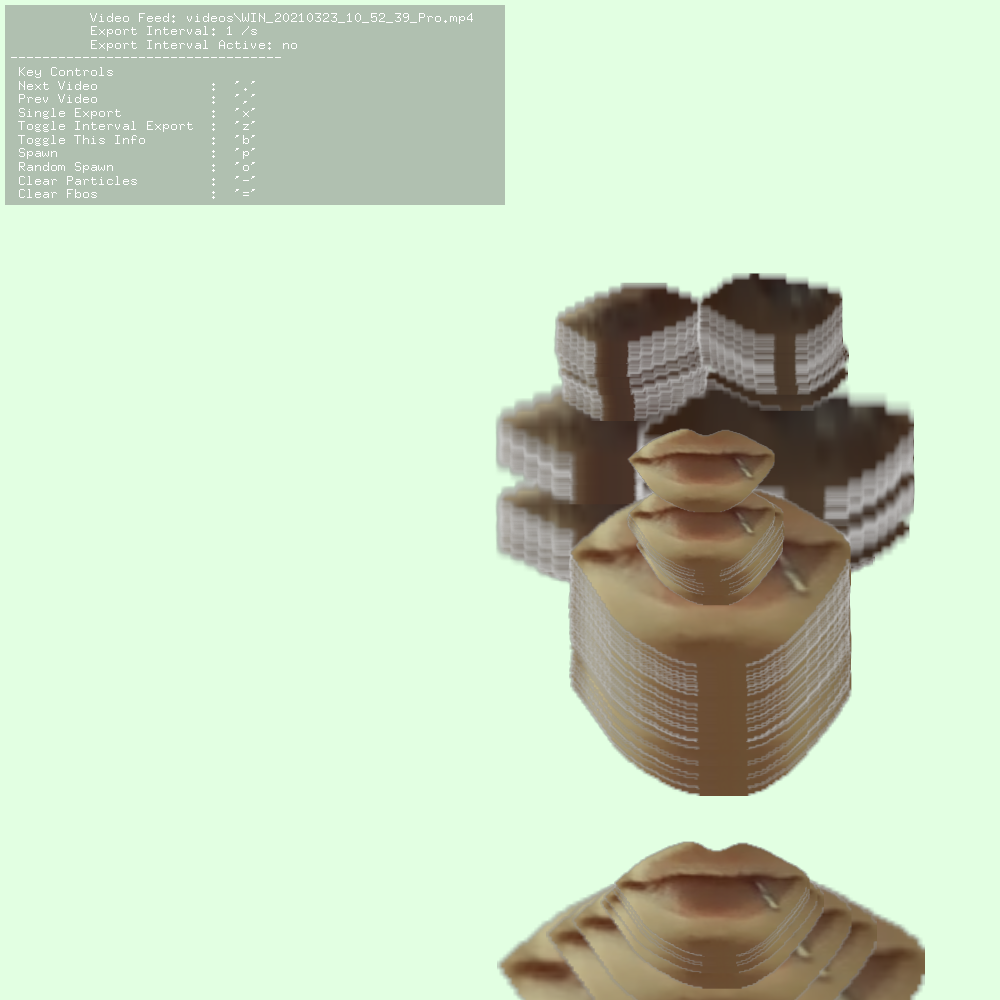 Video Feed: videos\WIN_20210323_10_52_39_Pro.mp4
Export Interval: 1 /s
Export Interval Active: no
----------------------------------
Key Controls
Next Video : '.'
Prev Video : ','
Single Export : 'x'
Toggle Interval Export : 'z'
Toggle This Info : 'b'
Spawn : 'p'
Random Spawn : 'o'
Clear Particles : '-'
Clear Fbos : '='